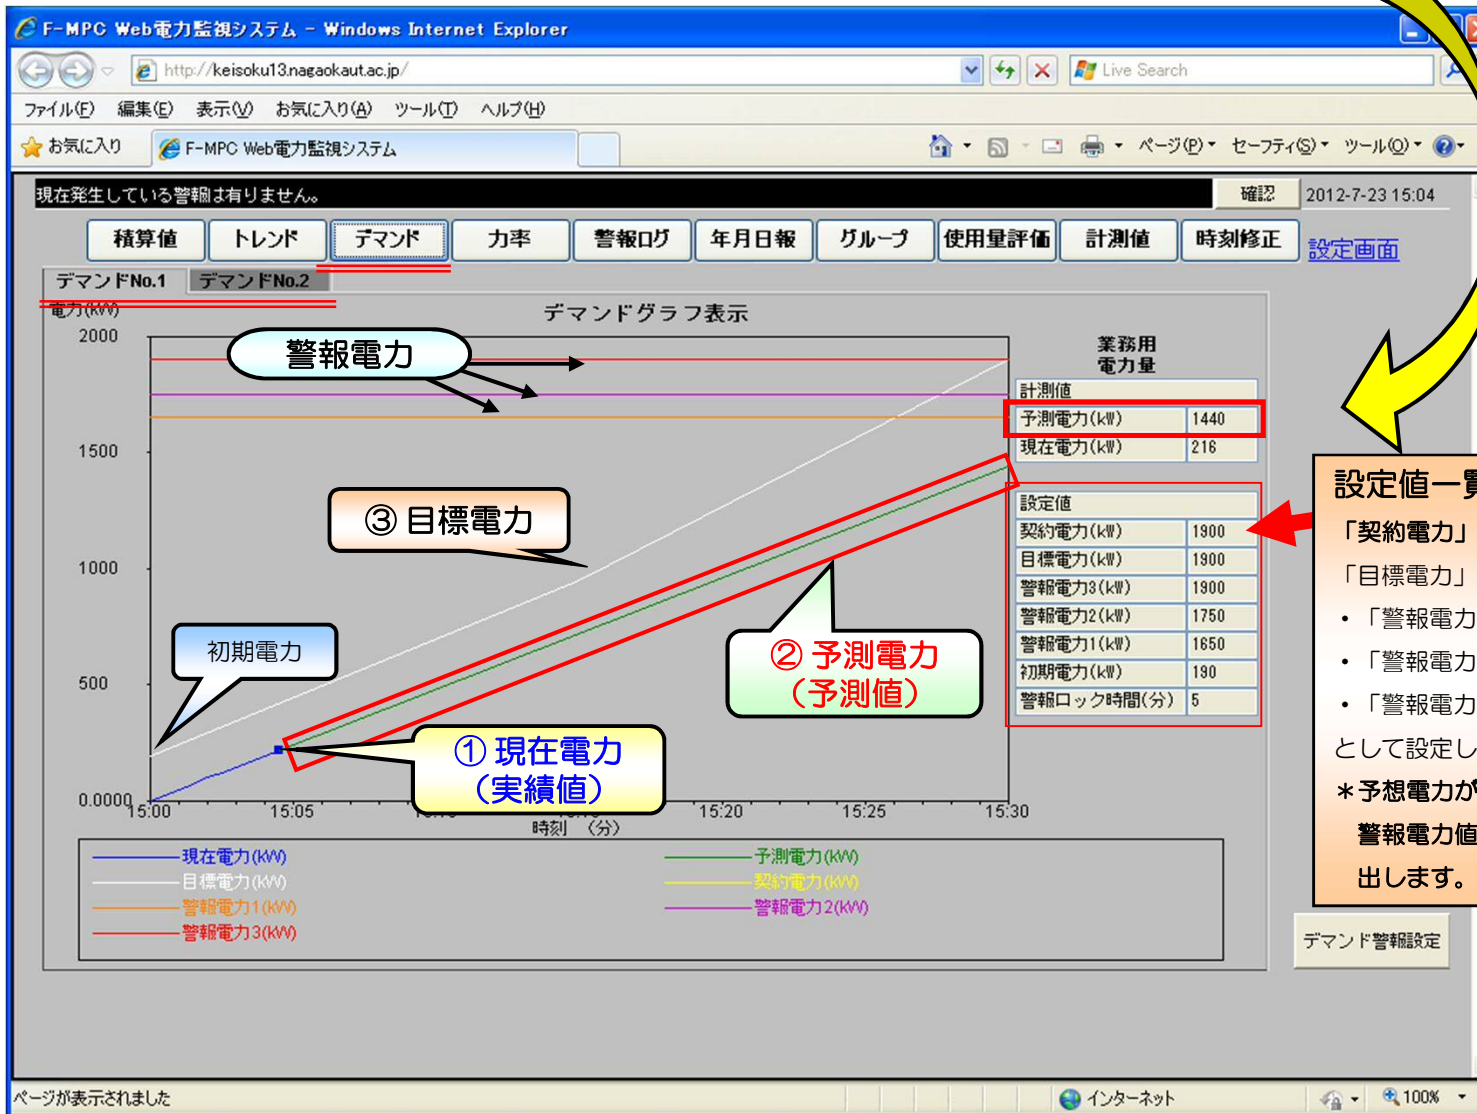 F-MPC Web電力監視システム - Windows Internet Explorer
http://keisoku13.nagaokaut.ac.jp/
Live Search
ファイル(F) 編集(E) 表示(V) お気に入り(A) ツール(T) ヘルプ(H)
お気に入り F-MPC Web電力監視システム ページ(P) セーフティ(S) ツール(O)
現在発生している警報は有りません。 確認 2012-7-23 15:04
積算値 トレンド デマンド 力率 警報ログ 年月日報 グループ 使用量評価 計測値 時刻修正 設定画面
デマンドNo.1 デマンドNo.2
電力(kW) デマンドグラフ表示
2000
1500
1000
500
0.0000
15:00 15:05 15:20 15:25 15:30
時刻 (分)
警報電力
③ 目標電力
初期電力
② 予測電力
(予測値)
① 現在電力
(実績値)
業務用
電力量
計測値
予測電力(kW) 1440
現在電力(kW) 216
設定値
契約電力(kW) 1900
目標電力(kW) 1900
警報電力3(kW) 1900
警報電力2(kW) 1750
警報電力1(kW) 1650
初期電力(kW) 190
警報ロック時間(分) 5
設定値一覧
「契約電力」
「目標電力」
・「警報電力
・「警報電力
・「警報電力
として設定し
*予想電力が
警報電力値
出します。
現在電力(kW) 予測電力(kW)
目標電力(kW) 契約電力(kW)
警報電力1(kW) 警報電力2(kW)
警報電力3(kW)
デマンド警報設定
ページが表示されました インターネット 100%